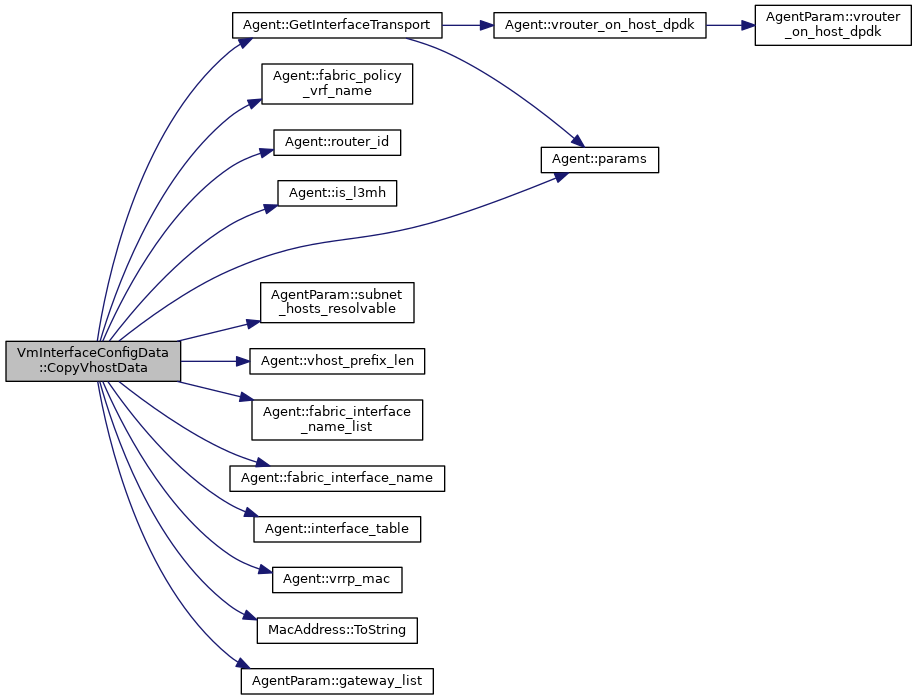 Agent::GetInterfaceTransport
Agent::vrouter_on_host_dpdk
AgentParam::vrouter
_on_host_dpdk
Agent::fabric_policy
_vrf_name
Agent::router_id
Agent::params
Agent::is_l3mh
AgentParam::subnet
_hosts_resolvable
VmInterfaceConfigData
::CopyVhostData
Agent::vhost_prefix_len
Agent::fabric_interface
_name_list
Agent::fabric_interface_name
Agent::interface_table
Agent::vrrp_mac
MacAddress::ToString
AgentParam::gateway_list